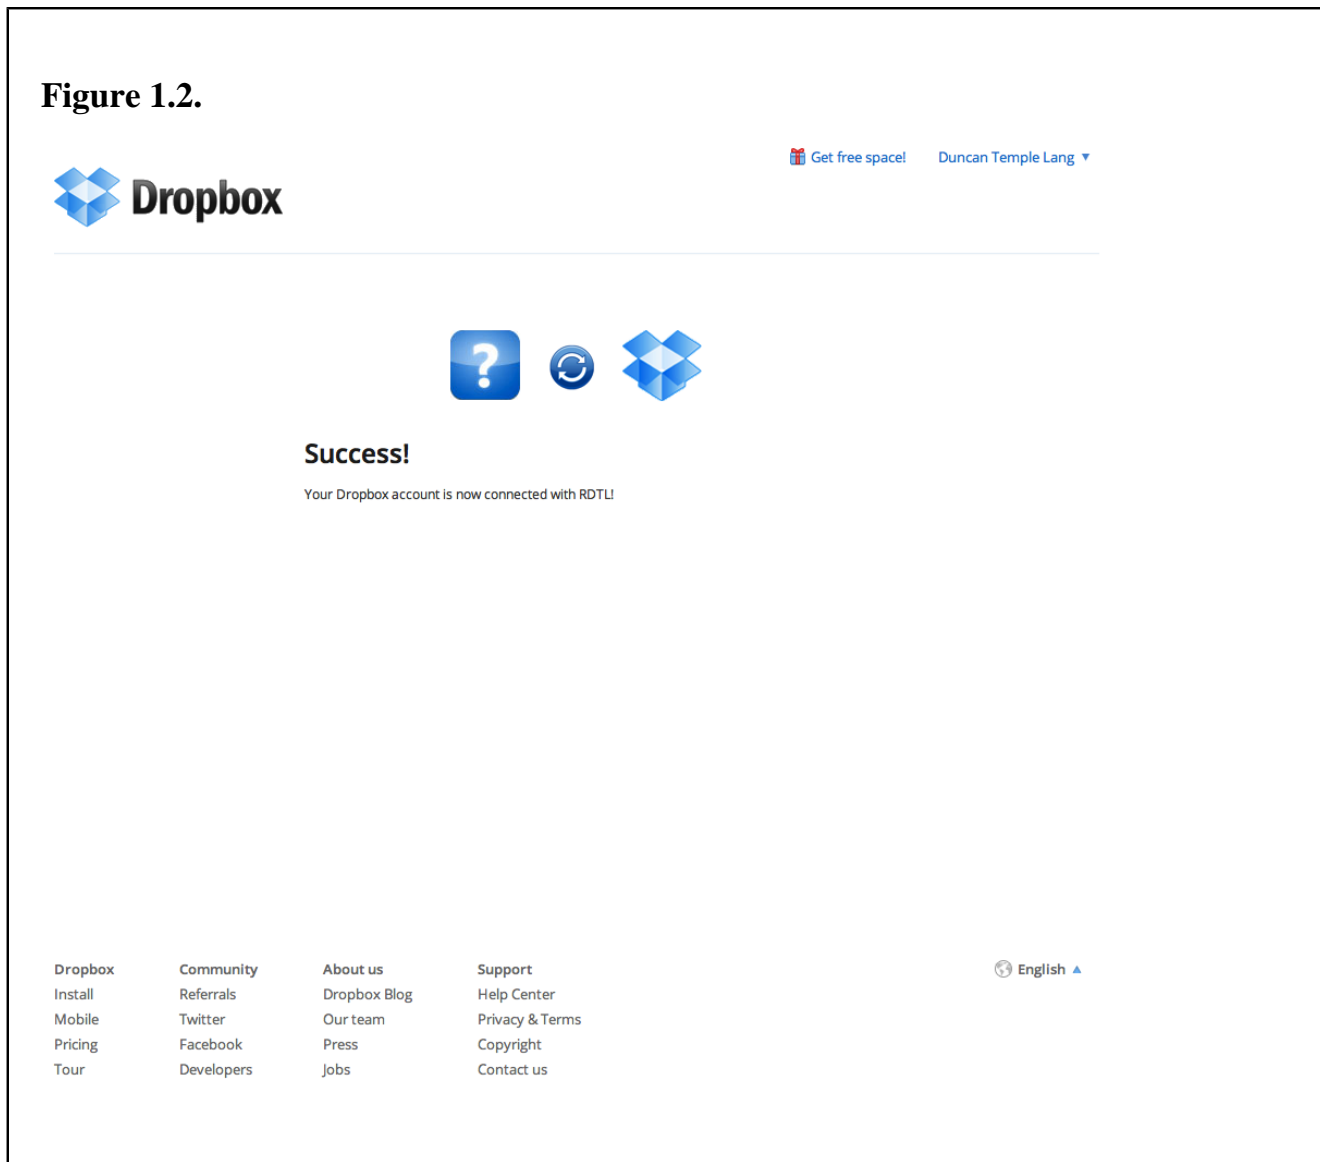 Figure 1.2.
Get free space! Duncan Temple Lang
Dropbox
?
Success!
Your Dropbox account is now connected with RDTL!
Dropbox Community About us Support English
Install Referrals Dropbox Blog Help Center
Mobile Twitter Our team Privacy & Terms
Pricing Facebook Press Copyright
Tour Developers Jobs Contact us